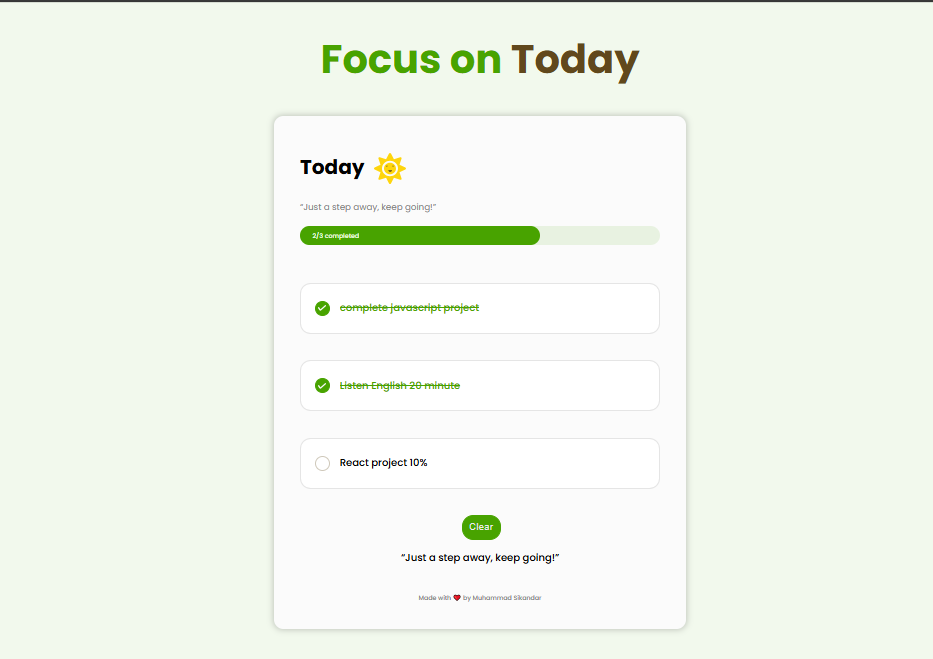 Focus on Today
Today
“Just a step away, keep going!”
2/3 completed
complete javascript project
Listen English 20 minute
React project 10%
Clear
“Just a step away, keep going!”
Made with ❤ by Muhammad Sikandar